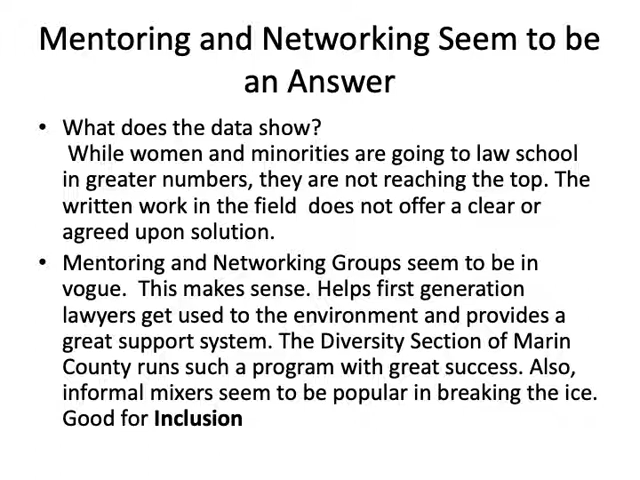 Mentoring and Networking Seem to be
an Answer
• What does the data show?
While women and minorities are going to law school
in greater numbers, they are not reaching the top. The
written work in the field does not offer a clear or
agreed upon solution.
• Mentoring and Networking Groups seem to be in
vogue. This makes sense. Helps first generation
lawyers get used to the environment and provides a
great support system. The Diversity Section of Marin
County runs such a program with great success. Also,
informal mixers seem to be popular in breaking the ice.
Good for Inclusion